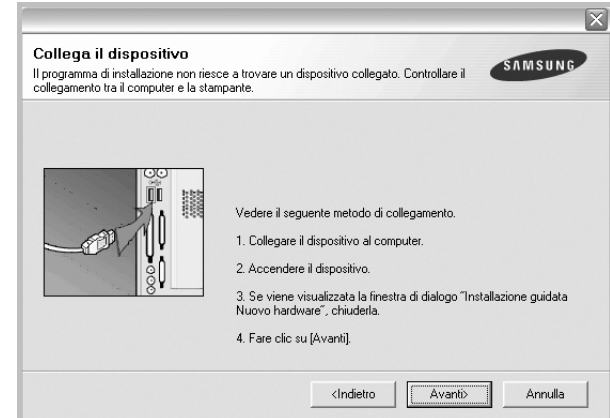 Collega il dispositivo
Il programma di installazione non riesce a trovare un dispositivo collegato. Controllare il
collegamento tra il computer e la stampante.
SAMSUNG
Vedere il seguente metodo di collegamento.
1. Collegare il dispositivo al computer.
2. Accendere il dispositivo.
3. Se viene visualizzata la finestra di dialogo "Installazione guidata
Nuovo hardware", chiuderla.
4. Fare clic su [Avanti].
<Indietro
Avanti>
Annulla